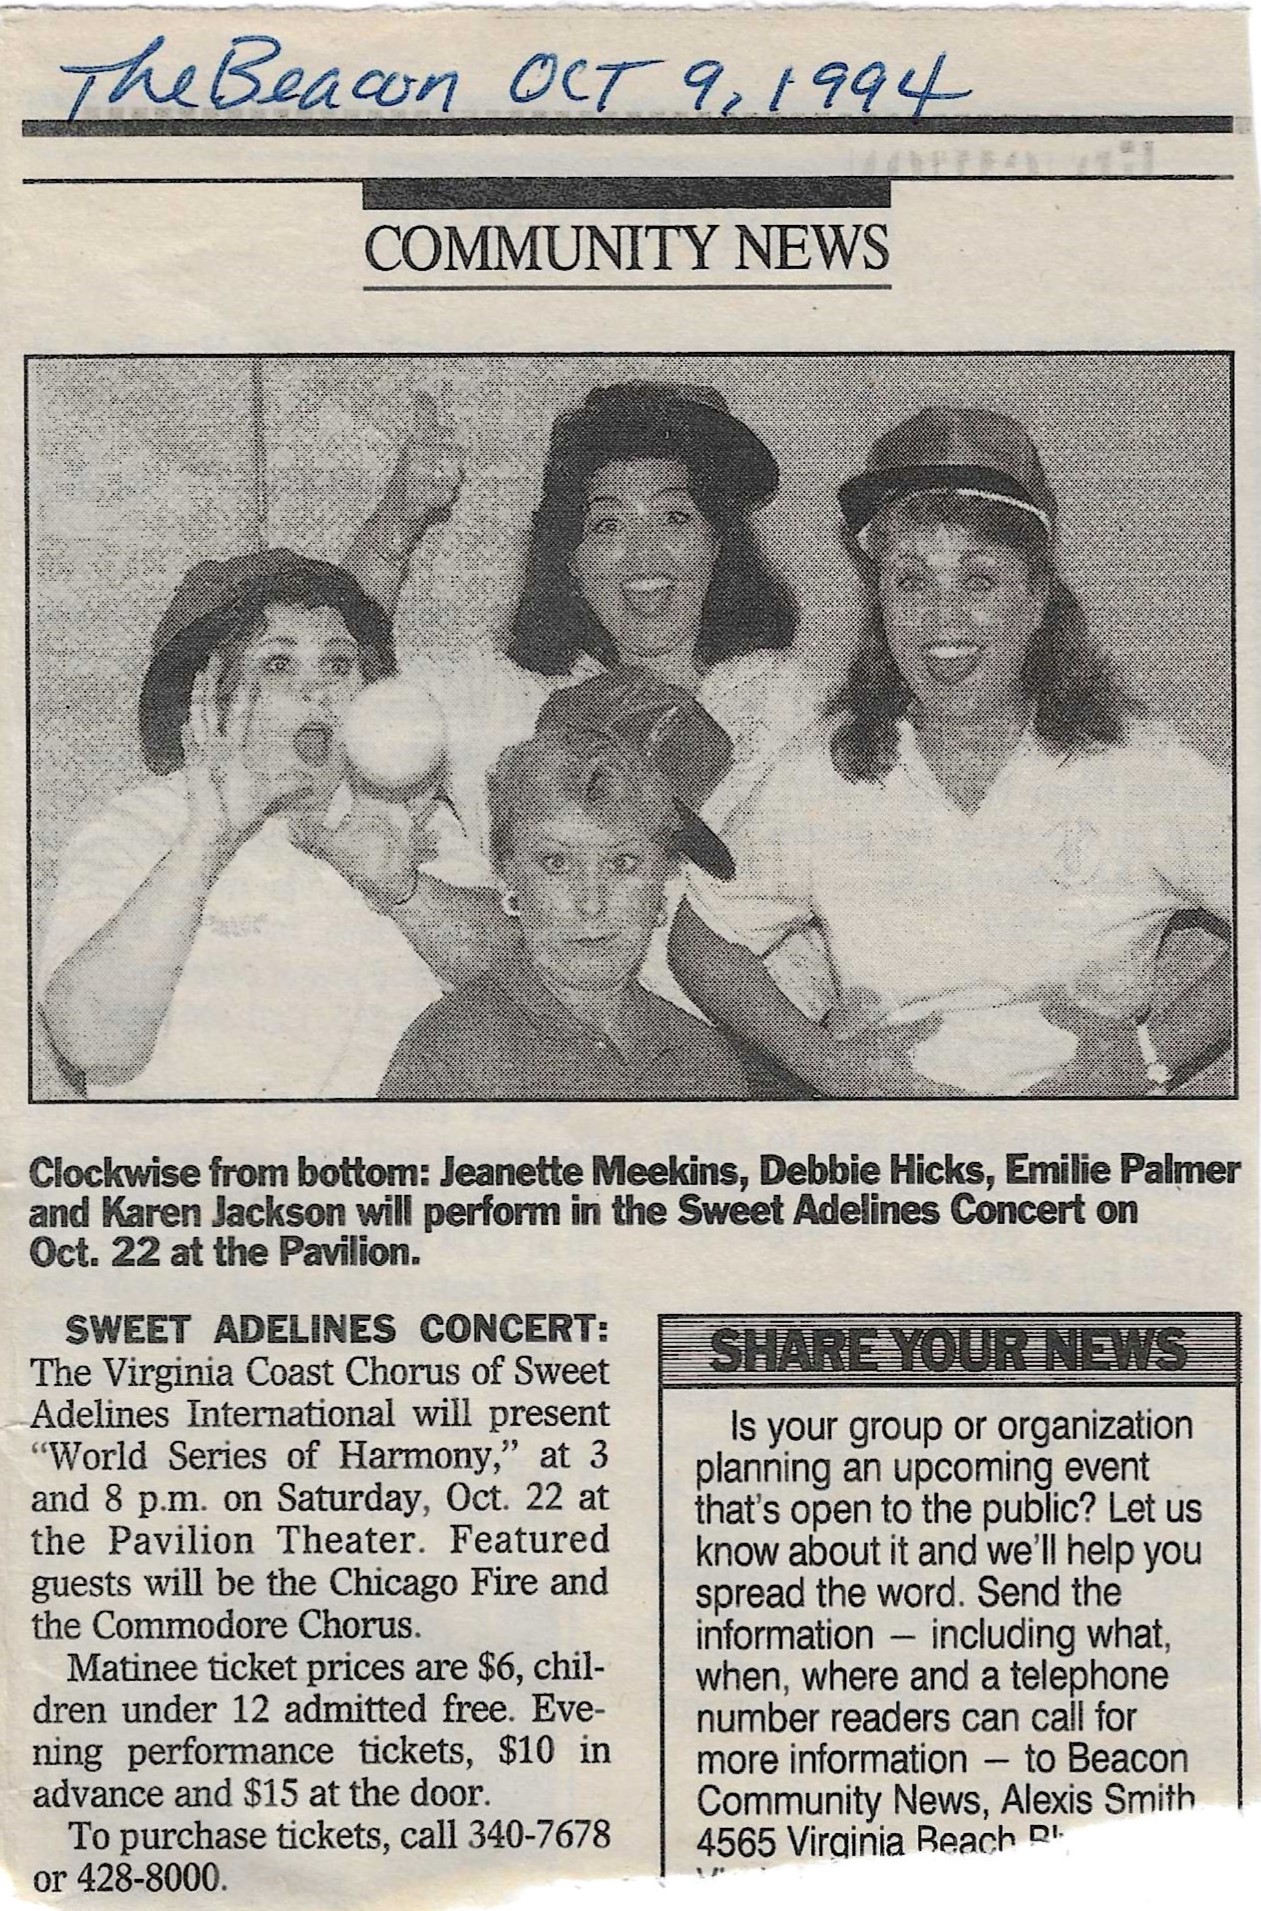 The Beacon OCT 9, 1994
COMMUNITY NEWS
Clockwise from bottom: Jeanette Meekins, Debbie Hicks, Emilie Palmer
and Karen Jackson will perform in the Sweet Adelines Concert on
Oct. 22 at the Pavilion.
SWEET ADELINES CONCERT:
The Virginia Coast Chorus of Sweet
Adelines International will present
“World Series of Harmony,” at 3
and 8 p.m. on Saturday, Oct. 22 at
the Pavilion Theater. Featured
guests will be the Chicago Fire and
the Commodore Chorus.
Matinee ticket prices are $6, chil-
dren under 12 admitted free. Eve-
ning performance tickets, $10 in
advance and $15 at the door.
To purchase tickets, call 340-7678
or 428-8000.
SHARE YOUR NEWS
Is your group or organization
planning an upcoming event
that's open to the public? Let us
know about it and we'll help you
spread the word. Send the
information — including what,
when, where and a telephone
number readers can call for
more information — to Beacon
Community News, Alexis Smith
4565 Virginia Beach